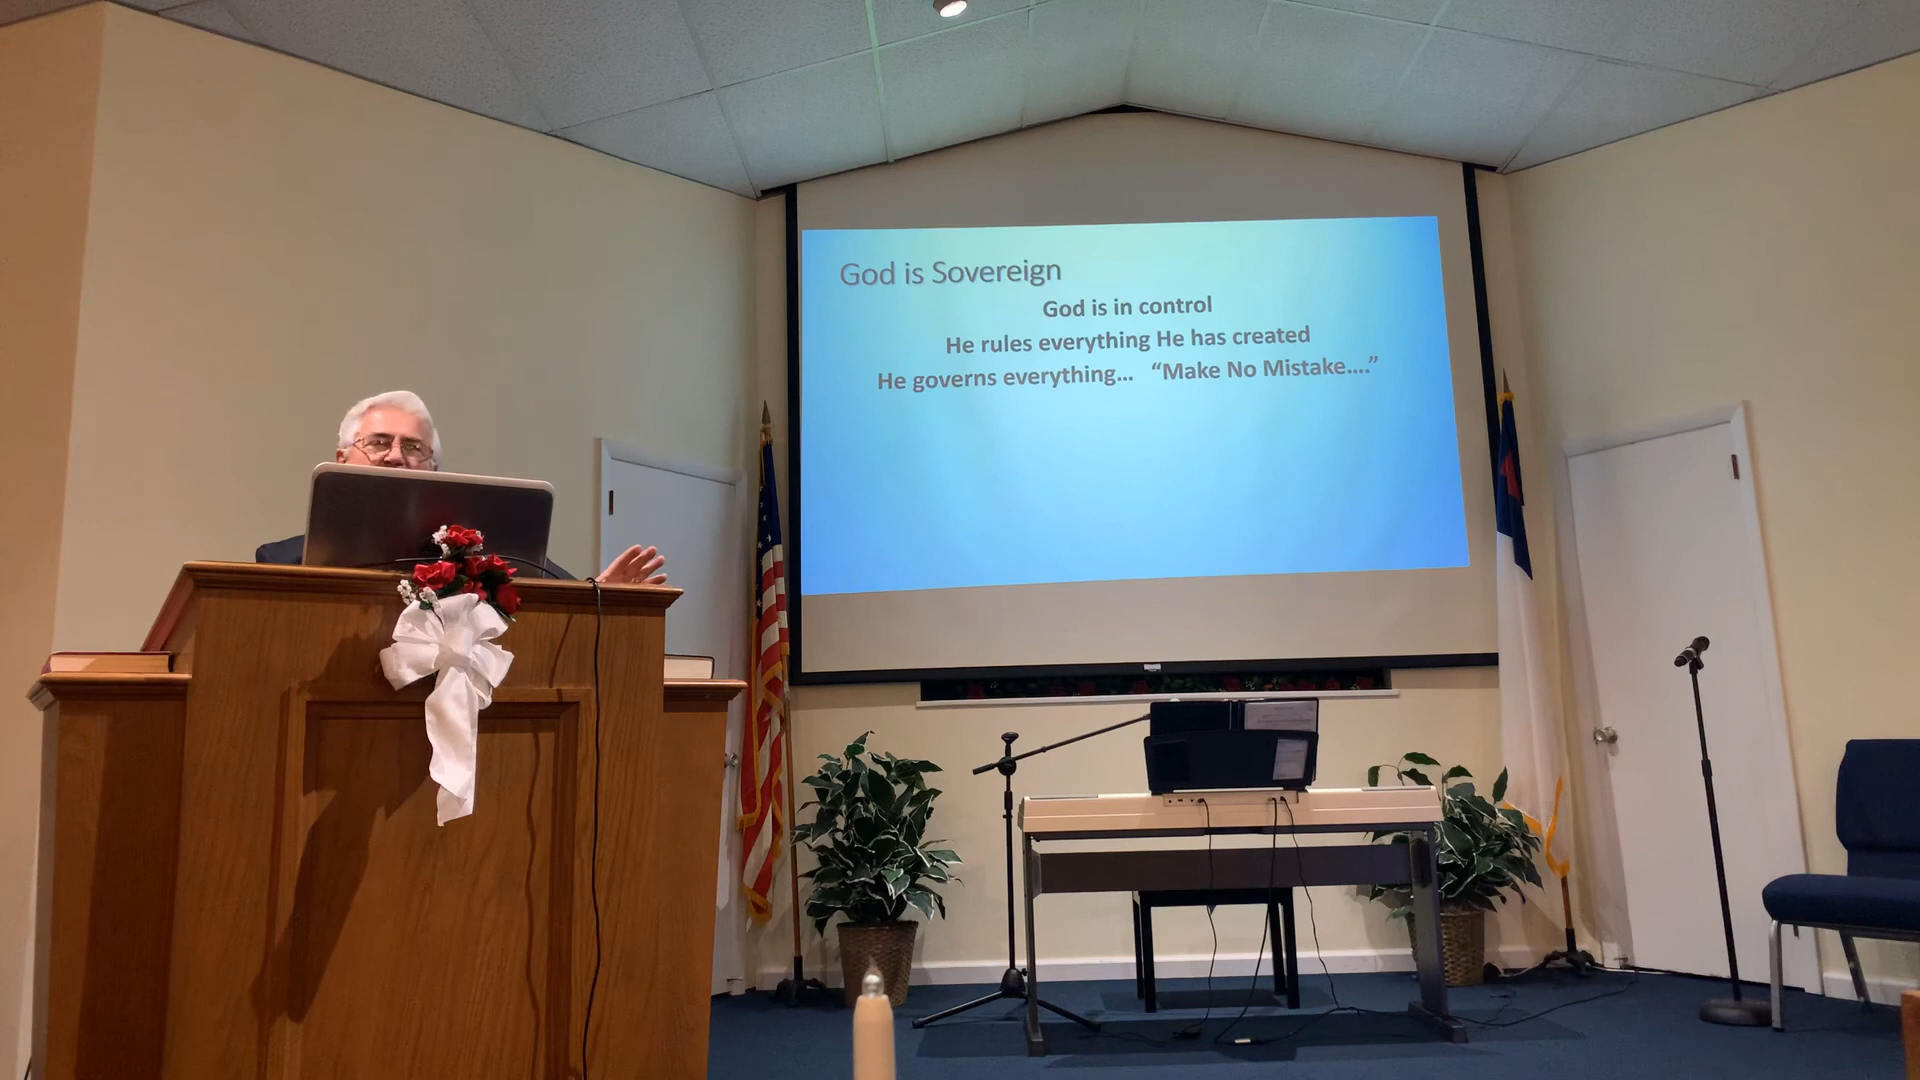 God is Sovereign
God is in control
He rules everything He has created
He governs everything... “Make No Mistake....”